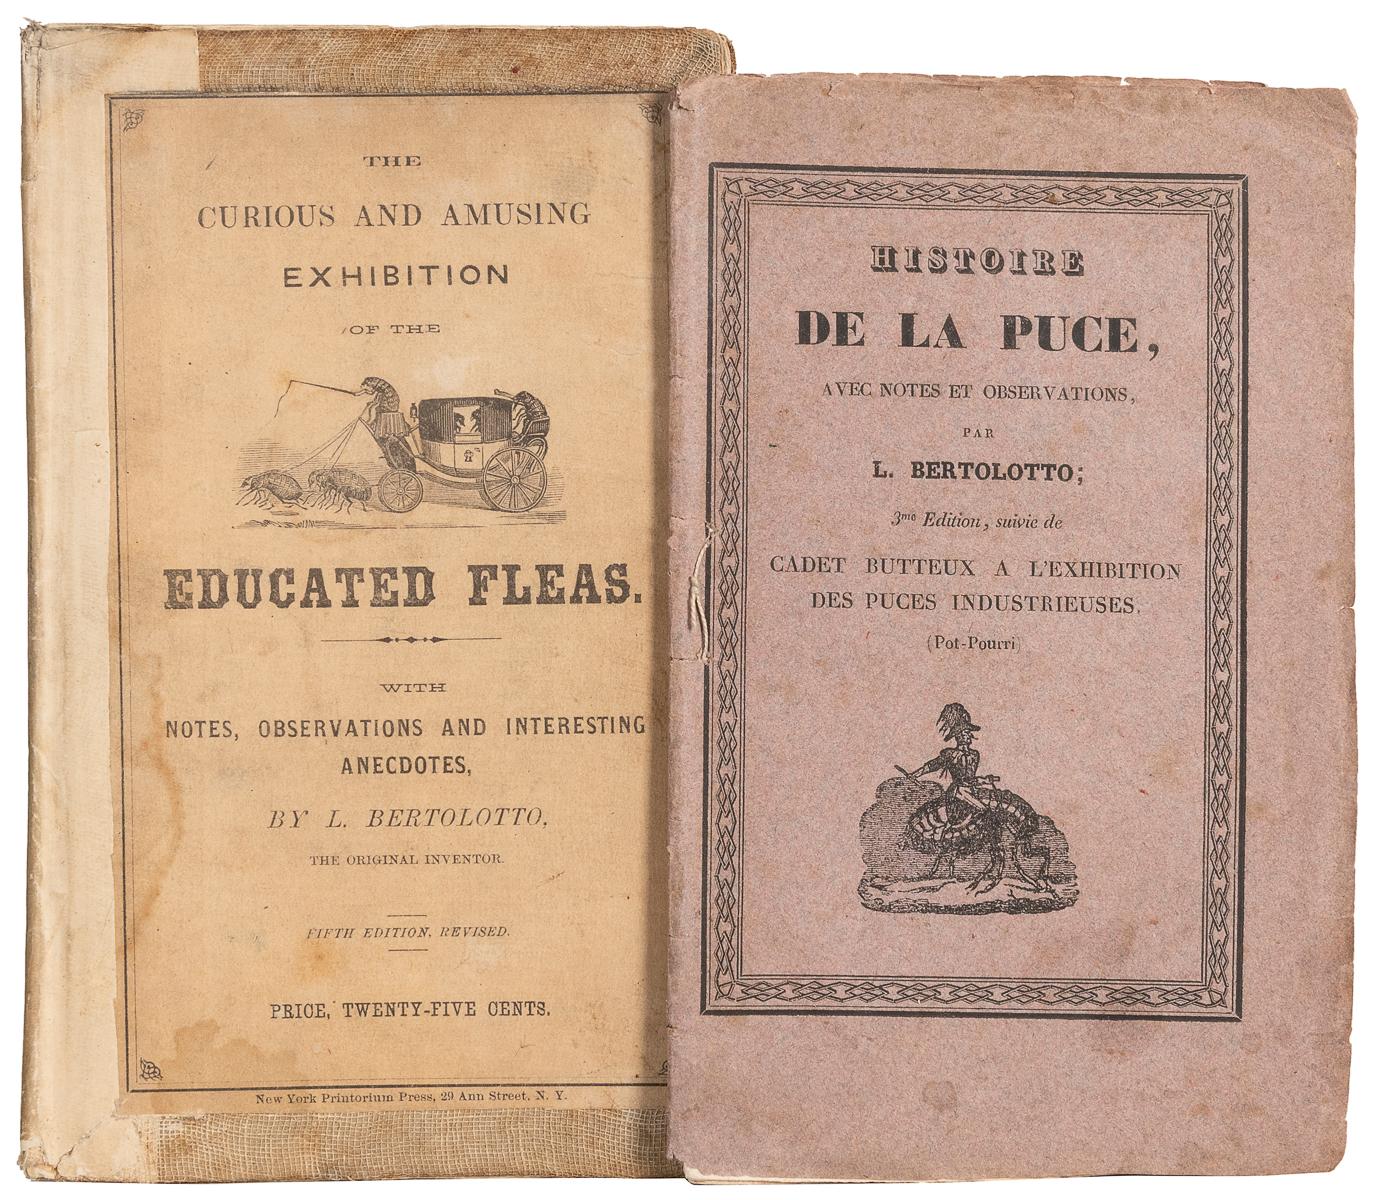 THE
CURIOUS AND AMUSING
EXHIBITION
OF THE
EDUCATED FLEAS.
WITH
NOTES, OBSERVATIONS AND INTERESTING
ANECDOTES,
BY L. BERTOLOTTO,
THE ORIGINAL INVENTOR.
FIFTH EDITION, REVISED.
PRICE, TWENTY-FIVE CENTS.
New York Printorium Press, 29 Ann Street, N. Y.
HISTOIRE
DE LA PUCE,
AVEC NOTES ET OBSERVATIONS,
PAR
L. BERTOLOTTO;
3me Edition, suivie de
CADET BUTTEUX A L'EXHIBITION
DES PUCES INDUSTRIEUSES.
(Pot-Pourri)